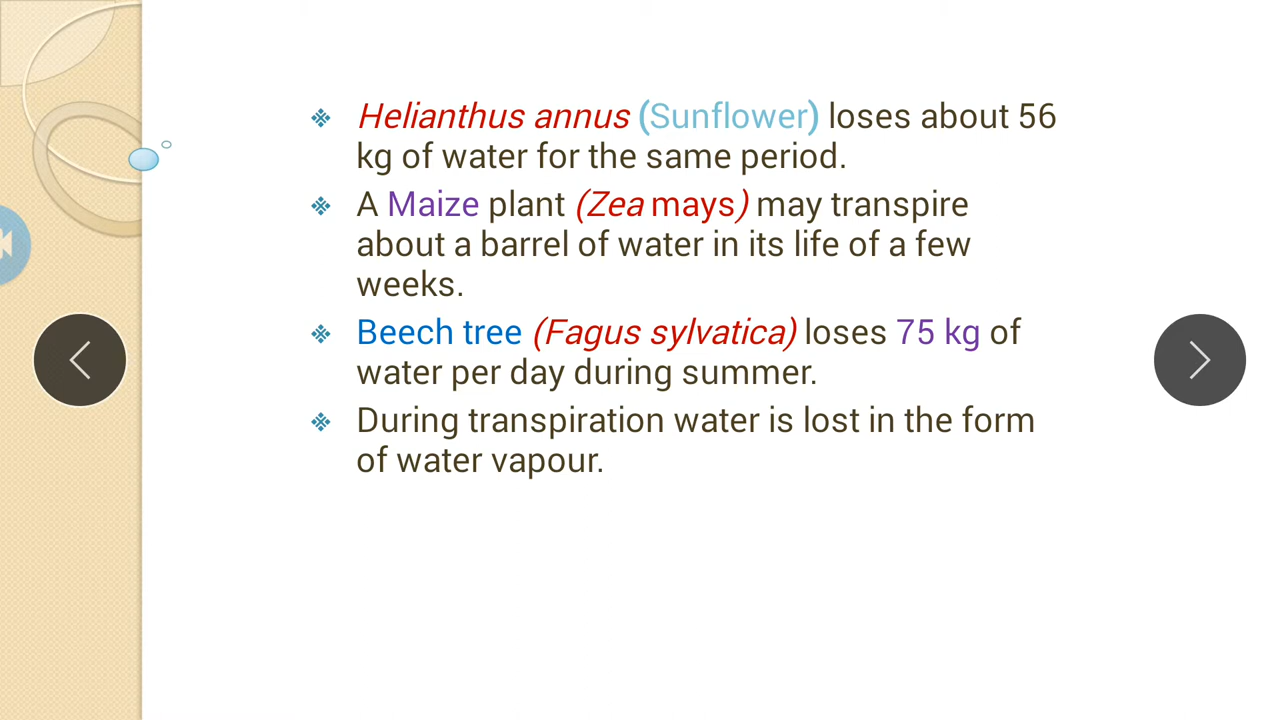 Helianthus annus (Sunflower) loses about 56
kg of water for the same period.
A Maize plant (Zea mays) may transpire
about a barrel of water in its life of a few
weeks.
Beech tree (Fagus sylvatica) loses 75 kg of
water per day during summer.
During transpiration water is lost in the form
of water vapour.